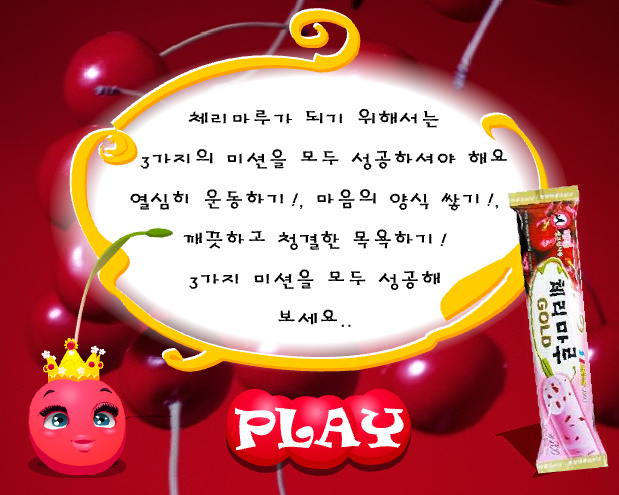 체리마루가 되기 위해서는
3가지의 미션을 모두 성공하셔야 해요
열심히 운동하기!, 마음의 양식 쌓기!,
깨끗하고 청결한 목욕하기!
3가지 미션을 모두 성공해
보세요..
체리마루
GOLD
PLAY